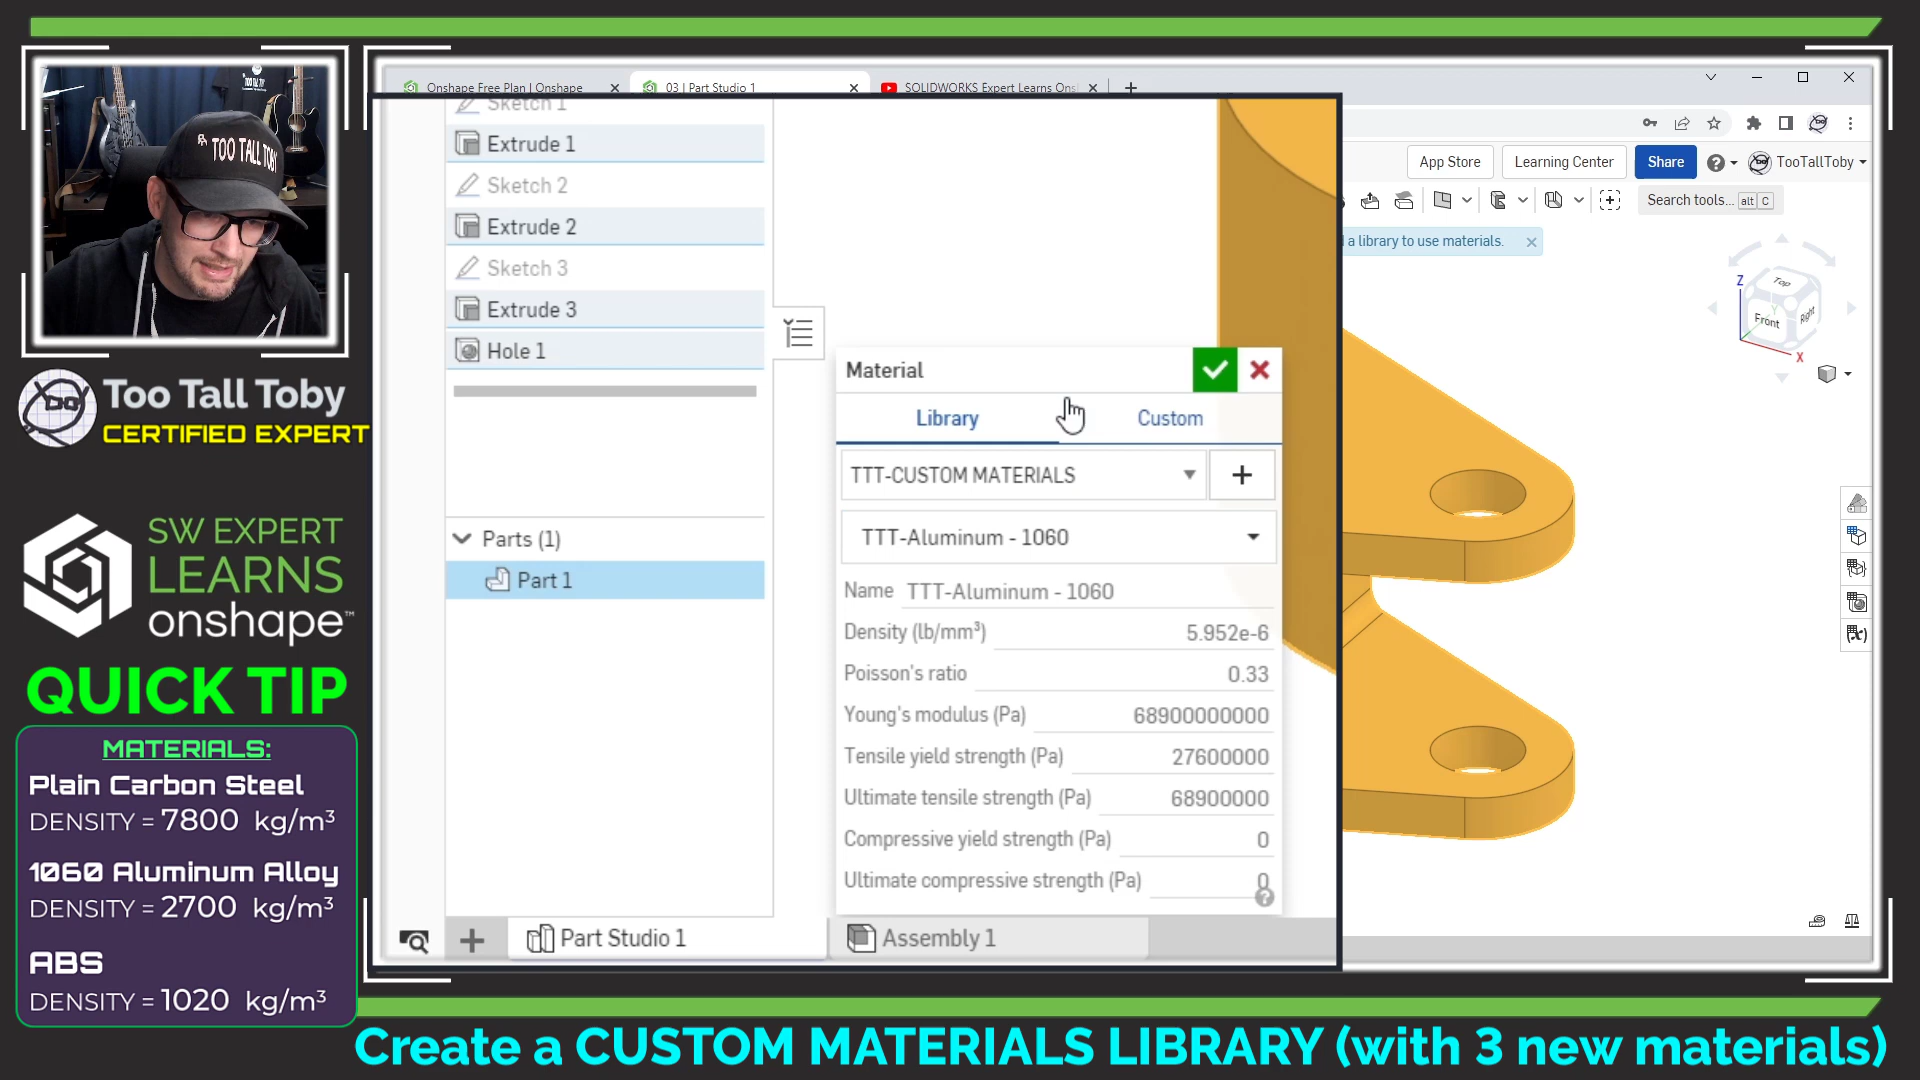 TOO TALL TOBY
Too Tall Toby
CERTIFIED EXPERT
SW EXPERT
LEARNS
onshape™
QUICK TIP
MATERIALS:
Plain Carbon Steel
DENSITY = 7800 kg/m³
1060 Aluminum Alloy
DENSITY = 2700 kg/m³
ABS
DENSITY = 1020 kg/m³
Onshape Free Plan | Onshape
03 | Part Studio 1
SOLIDWORKS Expert Learns Ons
App Store
Learning Center
Share
TooTallToby
Search tools... alt C
a library to use materials.
Top
Front
Right
Z
Y
X
Sketch 1
Extrude 1
Sketch 2
Extrude 2
Sketch 3
Extrude 3
Hole 1
Parts (1)
Part 1
Material
Library
Custom
TTT-CUSTOM MATERIALS
TTT-Aluminum - 1060
Name TTT-Aluminum - 1060
Density (lb/mm³) 5.952e-6
Poisson's ratio 0.33
Young's modulus (Pa) 68900000000
Tensile yield strength (Pa) 27600000
Ultimate tensile strength (Pa) 68900000
Compressive yield strength (Pa) 0
Ultimate compressive strength (Pa) 0
Part Studio 1
Assembly 1
Create a CUSTOM MATERIALS LIBRARY (with 3 new materials)